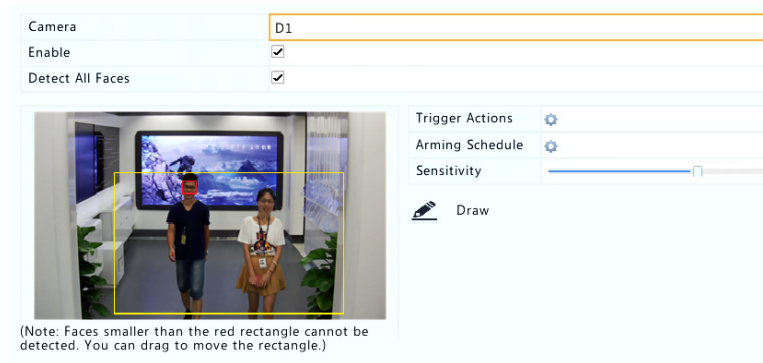 Camera D1
Enable
Detect All Faces
Trigger Actions
Arming Schedule
Sensitivity
Draw
(Note: Faces smaller than the red rectangle cannot be
detected. You can drag to move the rectangle.)